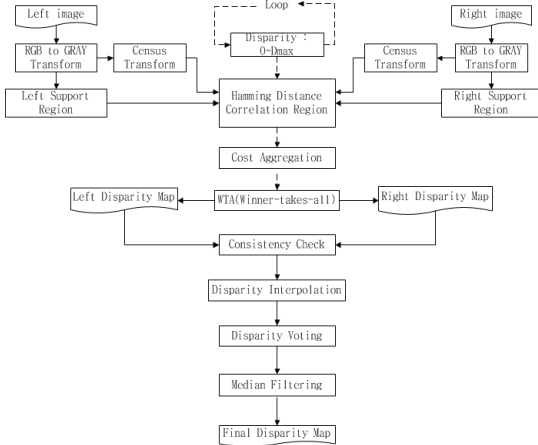 Loop
Left image
Right image
Disparity :
0~Dmax
RGB to GRAY
Transform
Census
Transform
Census
Transform
RGB to GRAY
Transform
Left Support
Region
Hamming Distance
Correlation Region
Right Support
Region
Cost Aggregation
Left Disparity Map
WTA(Winner-takes-all)
Right Disparity Map
Consistency Check
Disparity Interpolation
Disparity Voting
Median Filtering
Final Disparity Map